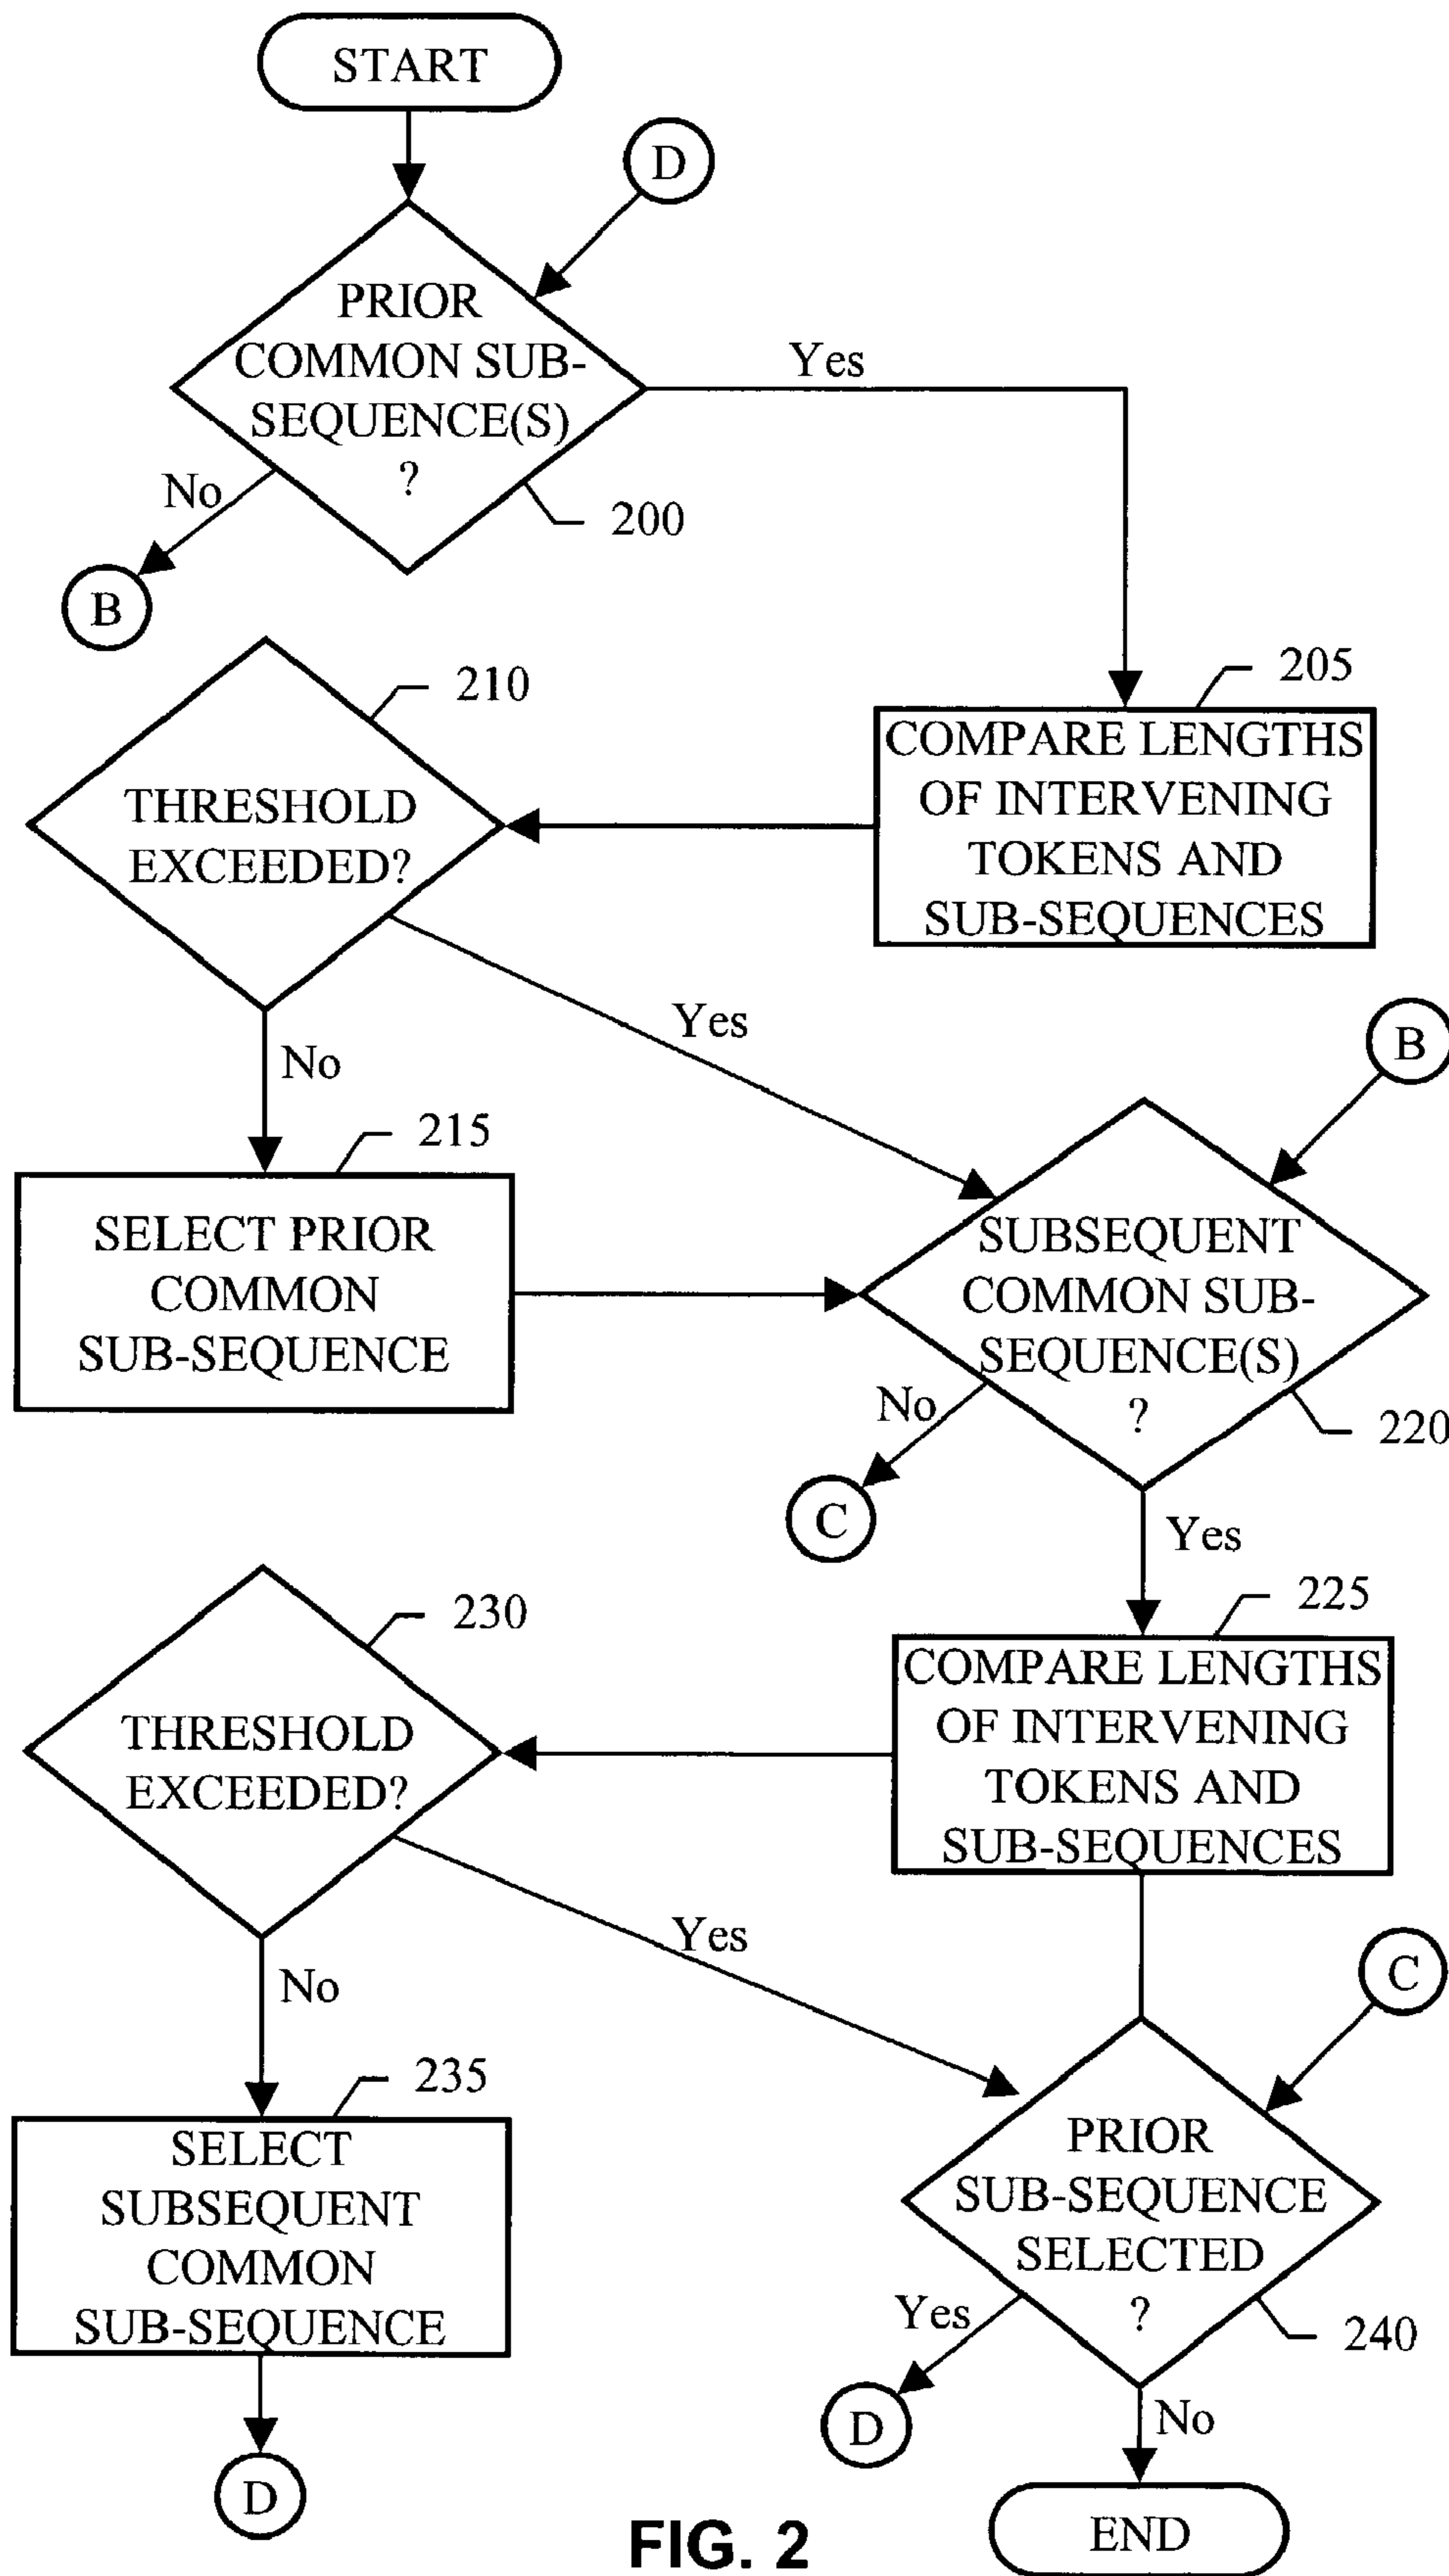 START
D
PRIOR
COMMON SUB-
SEQUENCE(S)
?
Yes
No
200
B
205
COMPARE LENGTHS
OF INTERVENING
TOKENS AND
SUB-SEQUENCES
210
THRESHOLD
EXCEEDED?
Yes
No
B
215
SELECT PRIOR
COMMON
SUB-SEQUENCE
SUBSEQUENT
COMMON SUB-
SEQUENCE(S)
?
No
220
C
Yes
225
COMPARE LENGTHS
OF INTERVENING
TOKENS AND
SUB-SEQUENCES
230
THRESHOLD
EXCEEDED?
Yes
No
C
235
SELECT
SUBSEQUENT
COMMON
SUB-SEQUENCE
PRIOR
SUB-SEQUENCE
SELECTED
?
Yes
240
D
No
D
END
FIG. 2